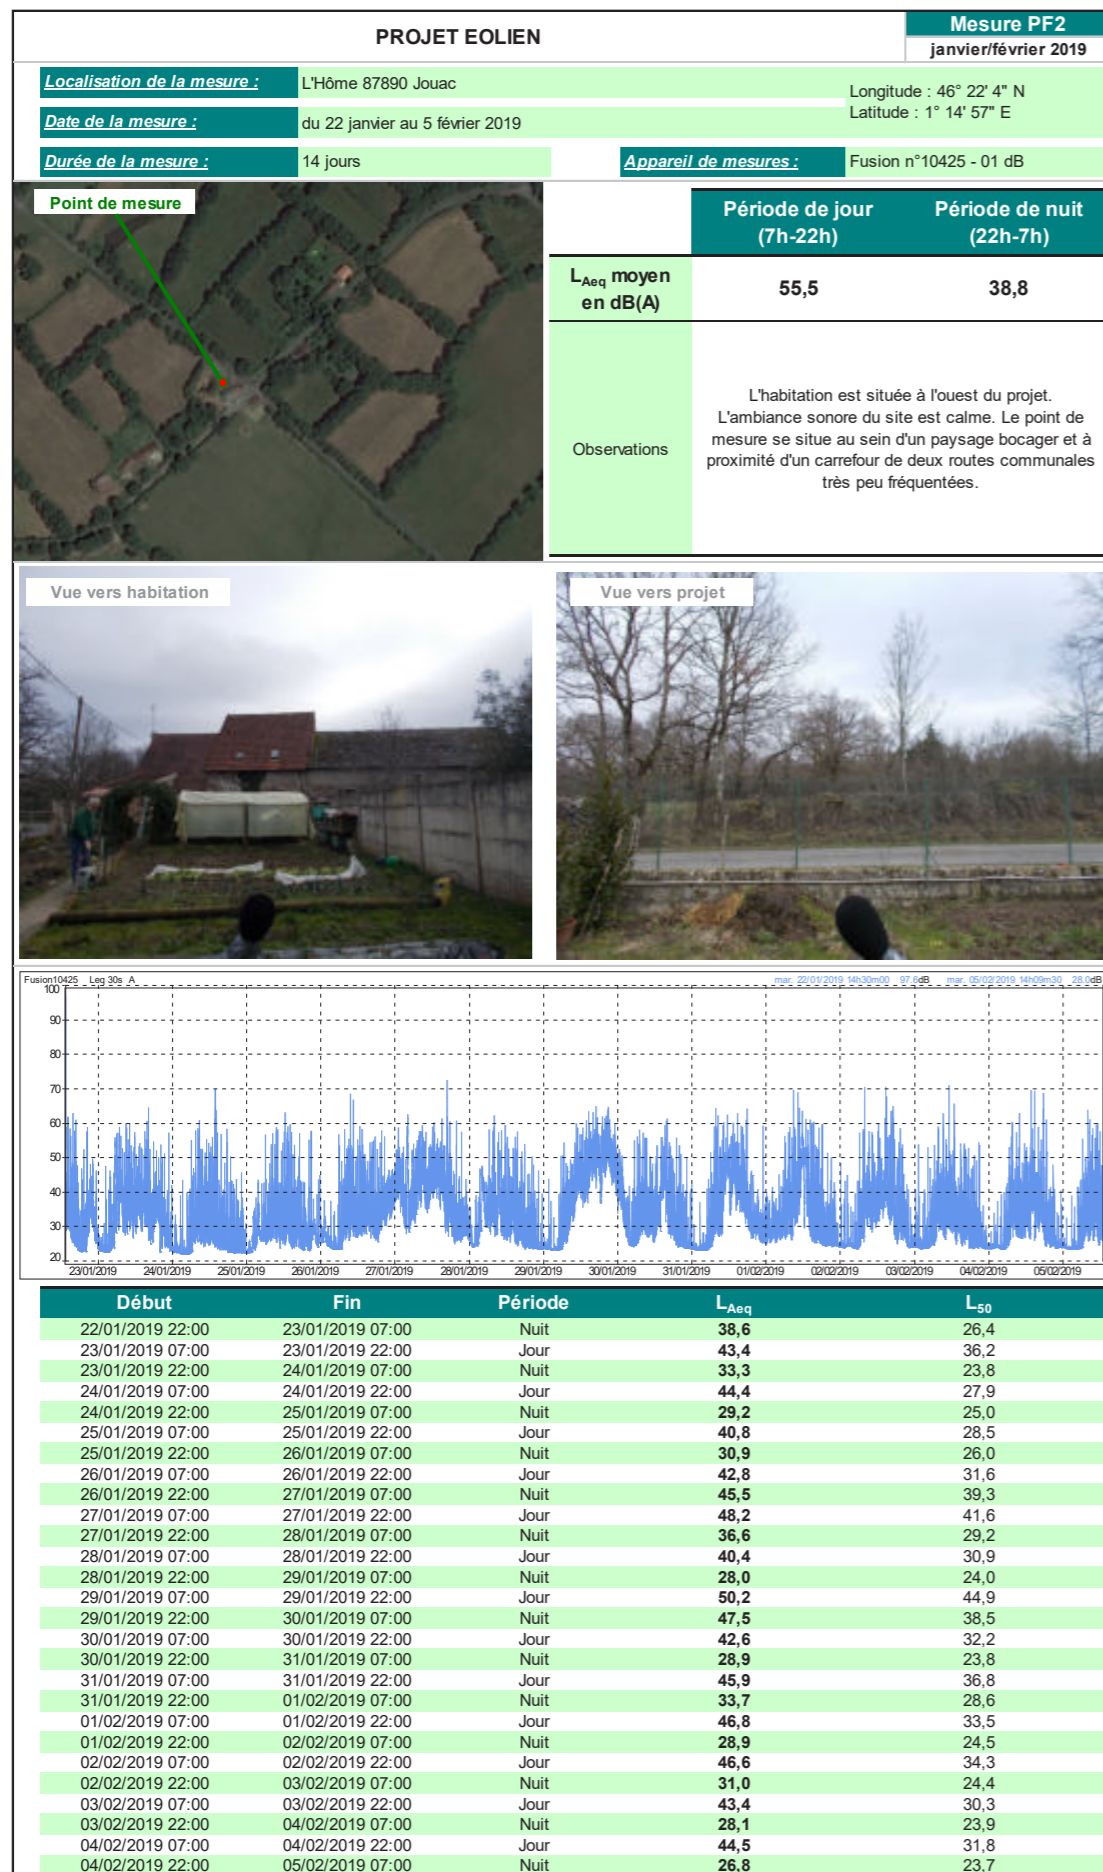 PROJET EOLIEN
Mesure PF2
janvier/février 2019
Localisation de la mesure :
L'Hôme 87890 Jouac
Longitude : 46° 22' 4" N
Latitude : 1° 14' 57" E
Date de la mesure :
du 22 janvier au 5 février 2019
Durée de la mesure :
14 jours
Appareil de mesures :
Fusion n°10425 - 01 dB
Point de mesure
Période de jour (7h-22h)
Période de nuit (22h-7h)
LAeq moyen en dB(A)
55,5
38,8
Observations
L'habitation est située à l'ouest du projet.
L'ambiance sonore du site est calme. Le point de
mesure se situe au sein d'un paysage bocager et à
proximité d'un carrefour de deux routes communales
très peu fréquentées.
Vue vers habitation
Vue vers projet
Fusion10425 Leq 30s A
mar. 22/01/2019 14h30m00 97.6dB mar. 05/02/2019 14h09m30 28.0dB
100
90
80
70
60
50
40
30
20
23/01/2019 24/01/2019 25/01/2019 26/01/2019 27/01/2019 28/01/2019 29/01/2019 30/01/2019 31/01/2019 01/02/2019 02/02/2019 03/02/2019 04/02/2019 05/02/2019
Début Fin Période LAeq L50
22/01/2019 22:00 23/01/2019 07:00 Nuit 38,6 26,4
23/01/2019 07:00 23/01/2019 22:00 Jour 43,4 36,2
23/01/2019 22:00 24/01/2019 07:00 Nuit 33,3 23,8
24/01/2019 07:00 24/01/2019 22:00 Jour 44,4 27,9
24/01/2019 22:00 25/01/2019 07:00 Nuit 29,2 25,0
25/01/2019 07:00 25/01/2019 22:00 Jour 40,8 28,5
25/01/2019 22:00 26/01/2019 07:00 Nuit 30,9 26,0
26/01/2019 07:00 26/01/2019 22:00 Jour 42,8 31,6
26/01/2019 22:00 27/01/2019 07:00 Nuit 45,5 39,3
27/01/2019 07:00 27/01/2019 22:00 Jour 48,2 41,6
27/01/2019 22:00 28/01/2019 07:00 Nuit 36,6 29,2
28/01/2019 07:00 28/01/2019 22:00 Jour 40,4 30,9
28/01/2019 22:00 29/01/2019 07:00 Nuit 28,0 24,0
29/01/2019 07:00 29/01/2019 22:00 Jour 50,2 44,9
29/01/2019 22:00 30/01/2019 07:00 Nuit 47,5 38,5
30/01/2019 07:00 30/01/2019 22:00 Jour 42,6 32,2
30/01/2019 22:00 31/01/2019 07:00 Nuit 28,9 23,8
31/01/2019 07:00 31/01/2019 22:00 Jour 45,9 36,8
31/01/2019 22:00 01/02/2019 07:00 Nuit 33,7 28,6
01/02/2019 07:00 01/02/2019 22:00 Jour 46,8 33,5
01/02/2019 22:00 02/02/2019 07:00 Nuit 28,9 24,5
02/02/2019 07:00 02/02/2019 22:00 Jour 46,6 34,3
02/02/2019 22:00 03/02/2019 07:00 Nuit 31,0 24,4
03/02/2019 07:00 03/02/2019 22:00 Jour 43,4 30,3
03/02/2019 22:00 04/02/2019 07:00 Nuit 28,1 23,9
04/02/2019 07:00 04/02/2019 22:00 Jour 44,5 31,8
04/02/2019 22:00 05/02/2019 07:00 Nuit 26,8 23,7